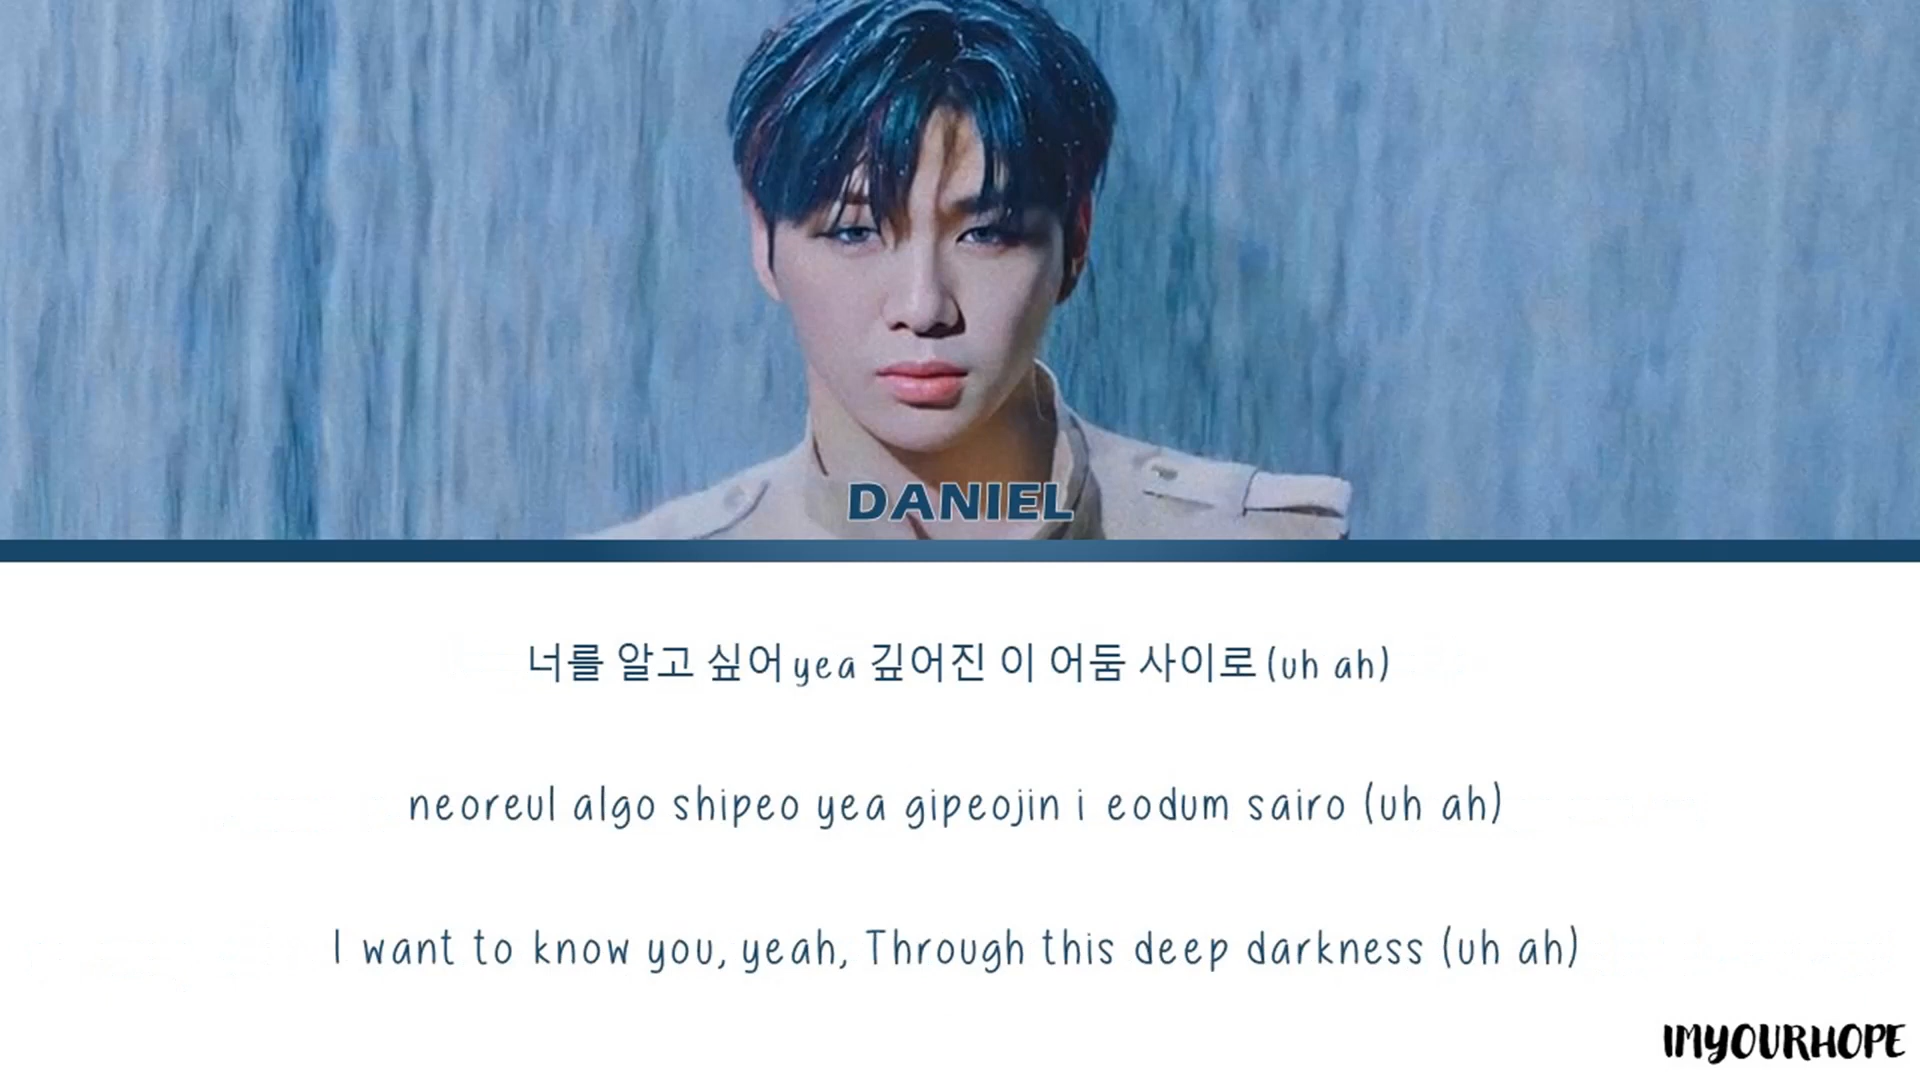 DANIEL
너를 알고 싶어 yea 깊어진 이 어둠 사이로 (uh ah)
neoreul algo shipeo yea gipeojin i eodum sairo (uh ah)
I want to know you, yeah, Through this deep darkness (uh ah)
IMYOURHOPE